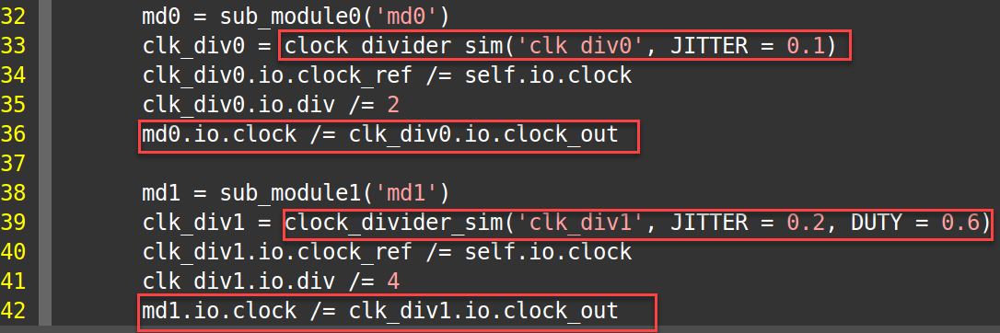 32 md0 = sub_module0('md0')
33 clk_div0 = clock_divider_sim('clk_div0', JITTER = 0.1)
34 clk_div0.io.clock_ref /= self.io.clock
35 clk_div0.io.div /= 2
36 md0.io.clock /= clk_div0.io.clock_out
37
38 md1 = sub_module1('md1')
39 clk_div1 = clock_divider_sim('clk_div1', JITTER = 0.2, DUTY = 0.6)
40 clk_div1.io.clock_ref /= self.io.clock
41 clk_div1.io.div /= 4
42 md1.io.clock /= clk_div1.io.clock_out